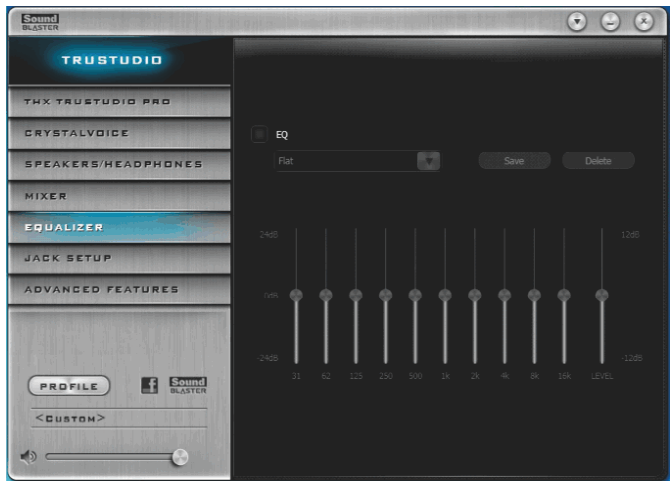 Sound
BLASTER
TRUSTUDIO
THX TRUSTUDIO PRO
CRYSTALVOICE
SPEAKERS/HEADPHONES
MIXER
EQUALIZER
JACK SETUP
ADVANCED FEATURES
PROFILE
f
Sound
BLASTER
<CUSTOM>
EQ
Flat
Save
Delete
24dB
12dB
0dB
-24dB
-12dB
31 62 125 250 500 1k 2k 4k 8k 16k LEVEL